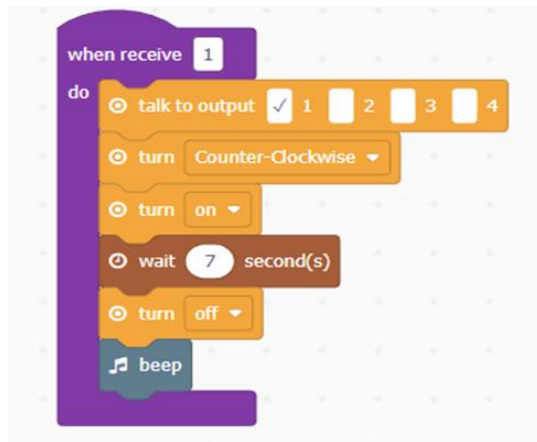 when receive 1
do
talk to output ✓ 1 2 3 4
turn Counter-Clockwise
turn on
wait 7 second(s)
turn off
beep